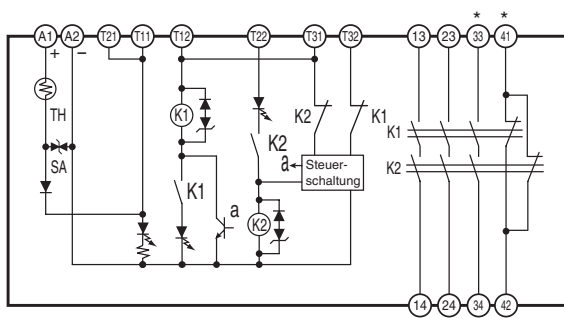 * *
A1 A2 T21 T11 T12 T22 T31 T32 13 23 33 41
+ −
TH
SA
K1
K1
a
K2
K2
K2
K1
a
Steuer-
schaltung
K1
K2
14 24 34 42